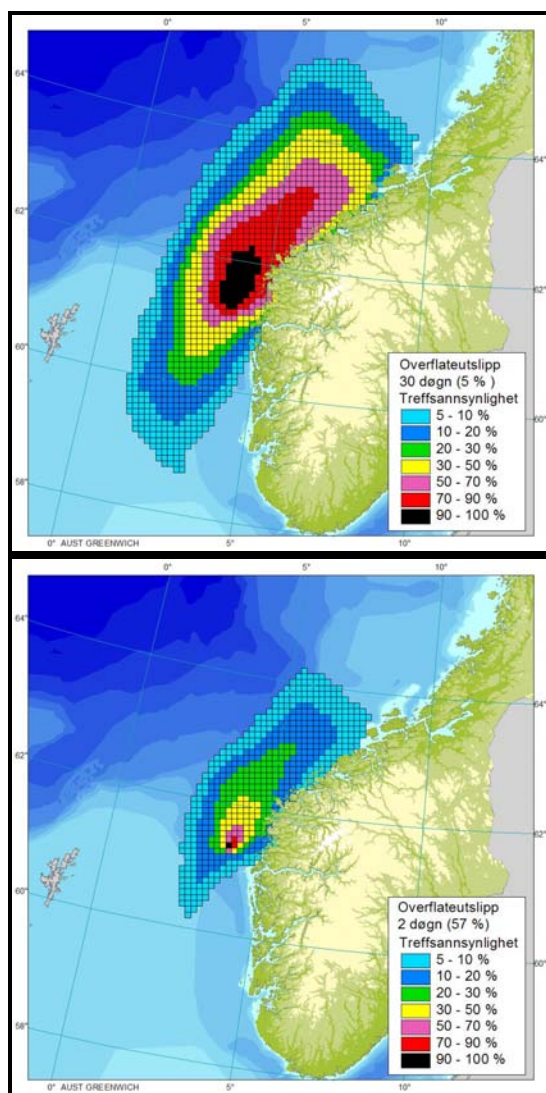 0°
5°
10°
64°
64°
62°
62°
60°
60°
58°
Overflateutslipp
30 døgn (5 % )
Treffsannsynlighet
5 - 10 %
10 - 20 %
20 - 30 %
30 - 50 %
50 - 70 %
70 - 90 %
90 - 100 %
0° AUST GREENWICH
5°
10°
0°
5°
10°
64°
64°
62°
62°
60°
60°
58°
Overflateutslipp
2 døgn (57 %)
Treffsannsynlighet
5 - 10 %
10 - 20 %
20 - 30 %
30 - 50 %
50 - 70 %
70 - 90 %
90 - 100 %
0° AUST GREENWICH
5°
10°